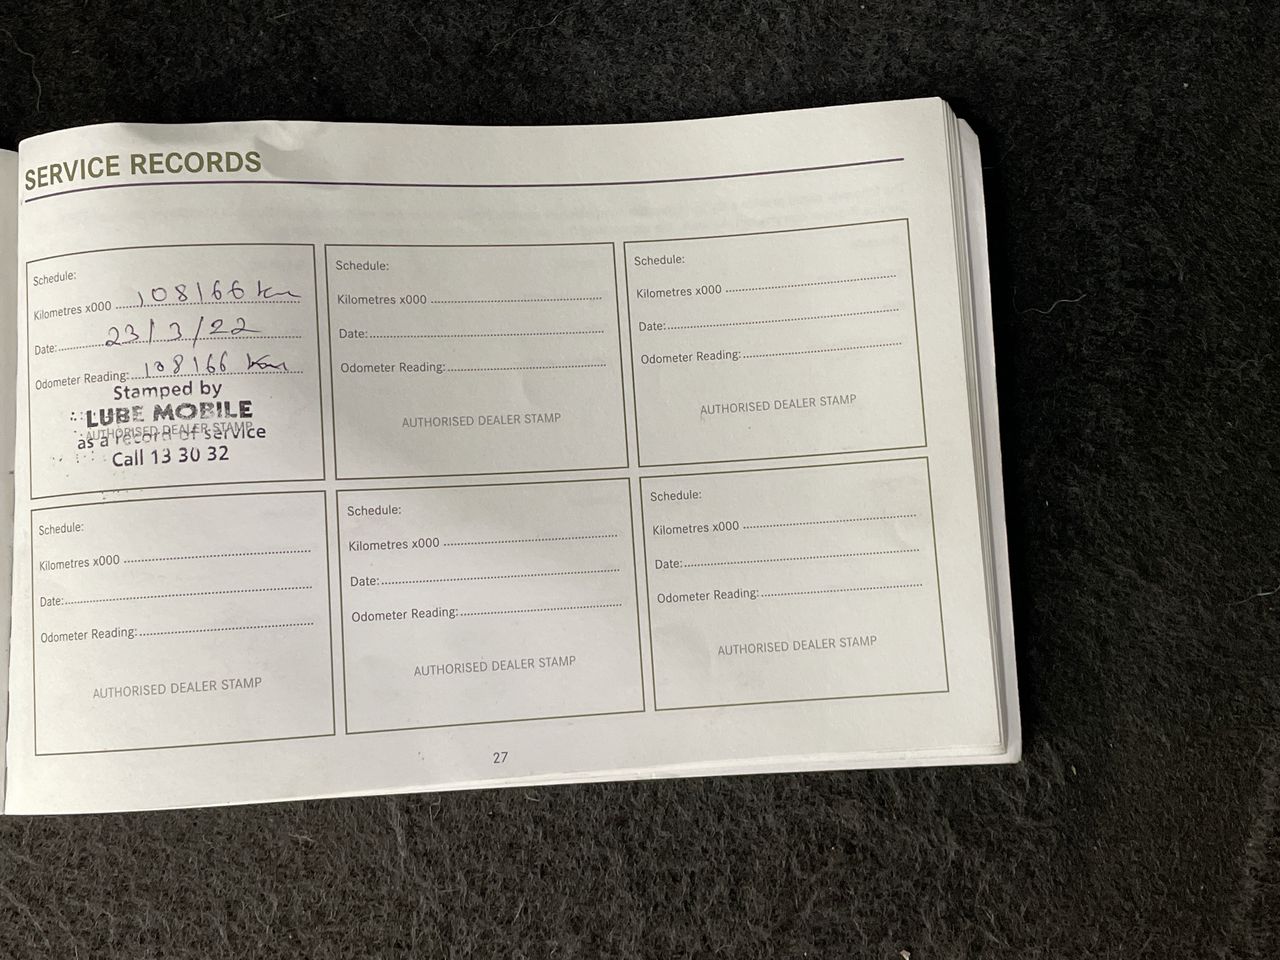 SERVICE RECORDS
Schedule:
Kilometres x000 108166 km
Date: 23/3/22
Odometer Reading: 108166 km
Stamped by
LUBE MOBILE
AUTHORISED DEALER STAMP
as a record of service
Call 13 30 32
Schedule:
Kilometres x000
Date:
Odometer Reading:
AUTHORISED DEALER STAMP
Schedule:
Kilometres x000
Date:
Odometer Reading:
AUTHORISED DEALER STAMP
Schedule:
Kilometres x000
Date:
Odometer Reading:
AUTHORISED DEALER STAMP
Schedule:
Kilometres x000
Date:
Odometer Reading:
AUTHORISED DEALER STAMP
Schedule:
Kilometres x000
Date:
Odometer Reading:
AUTHORISED DEALER STAMP
27